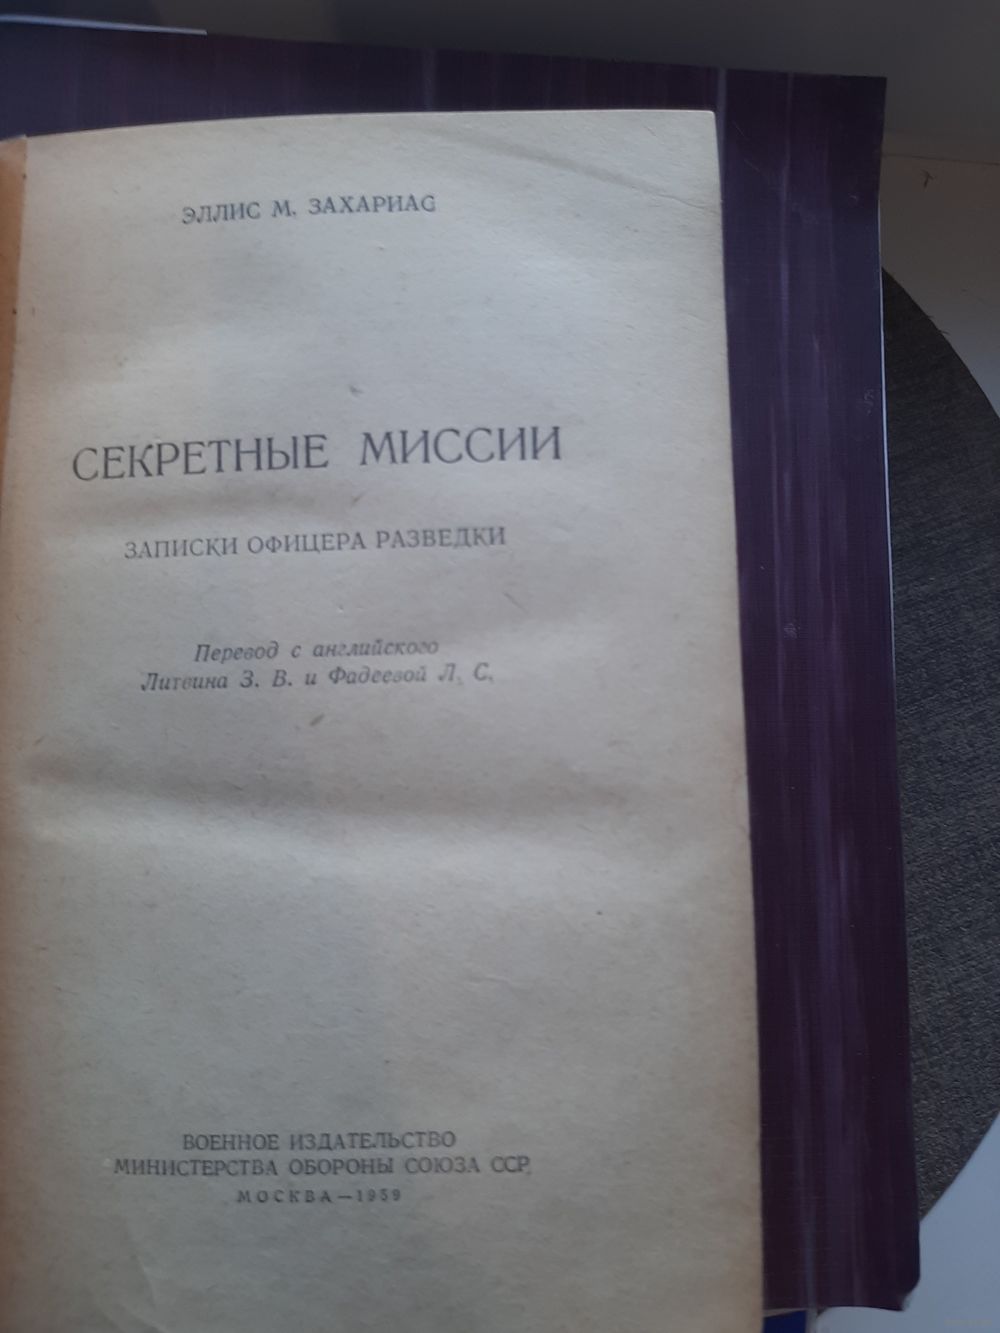 ЭЛЛИС М. ЗАХАРИАС
СЕКРЕТНЫЕ МИССИИ
ЗАПИСКИ ОФИЦЕРА РАЗВЕДКИ
Перевод с английского
Литвина З. В. и Фадеевой Л. С.
ВОЕННОЕ ИЗДАТЕЛЬСТВО
МИНИСТЕРСТВА ОБОРОНЫ СОЮЗА ССР
МОСКВА—1959